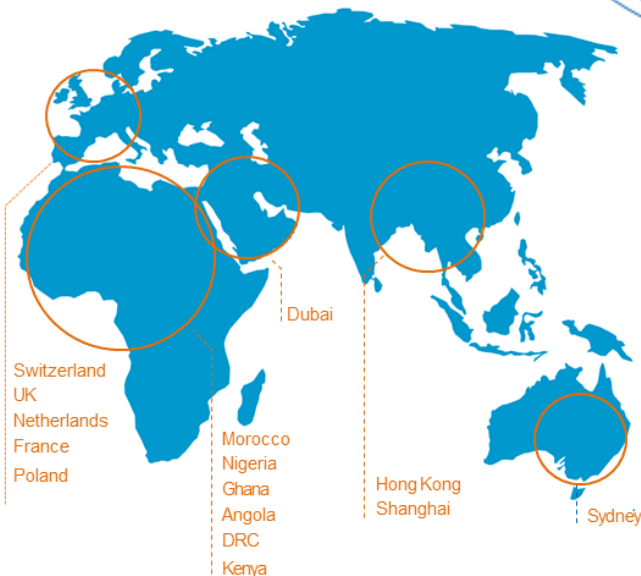 Dubai
Switzerland
UK
Netherlands
France
Poland
Morocco
Nigeria
Ghana
Angola
DRC
Kenya
Hong Kong
Shanghai
Sydney